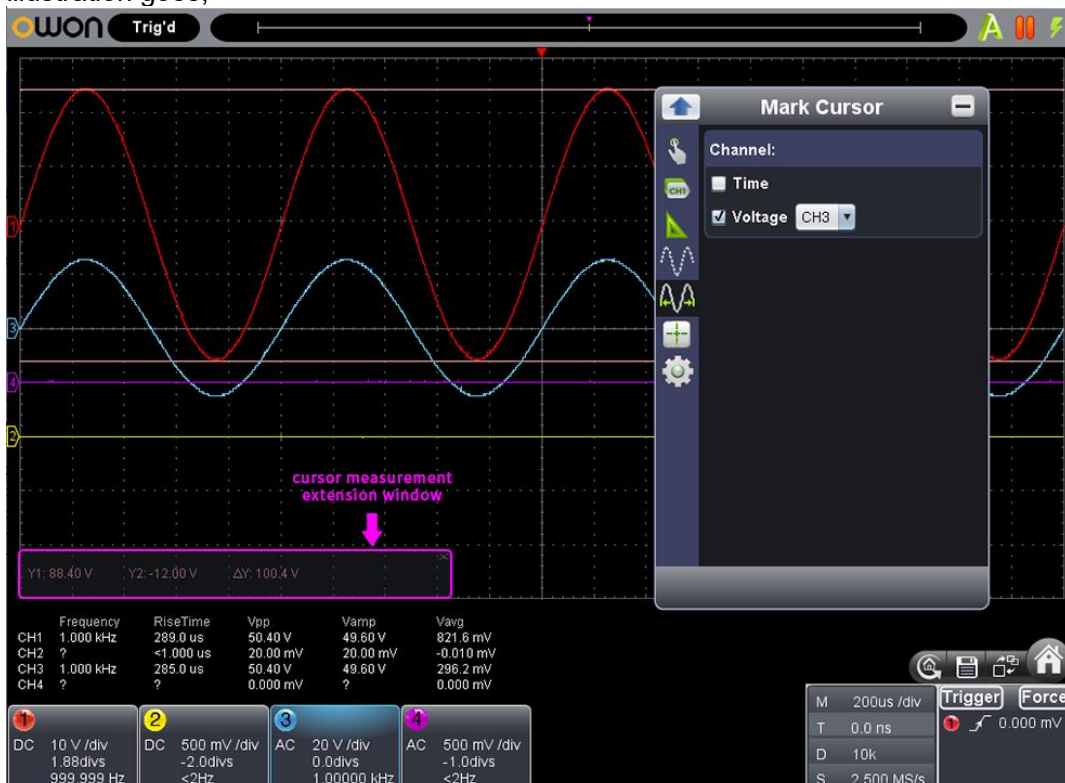 illustration goes,
owon Trig'd A
Mark Cursor
Channel:
CH1
Time
Voltage CH3
1
3
4
2
cursor measurement
extension window
Y1: 88.40 V Y2: -12.00 V ΔY: 100.4 V
Frequency RiseTime Vpp Vamp Vavg
CH1 1.000 kHz 289.0 us 50.40 V 49.60 V 821.6 mV
CH2 ? <1.000 us 20.00 mV 20.00 mV -0.010 mV
CH3 1.000 kHz 285.0 us 50.40 V 49.60 V 296.2 mV
CH4 ? ? 0.000 mV ? 0.000 mV
1 2 3 4
DC 10 V /div DC 500 mV /div AC 20 V /div AC 500 mV /div
1.88divs -2.0divs 0.0divs -1.0divs
999.999 Hz <2Hz 1.00000 kHz <2Hz
M 200us /div Trigger Force
T 0.0 ns 1 0.000 mV
D 10k
S 2.500 MS/s